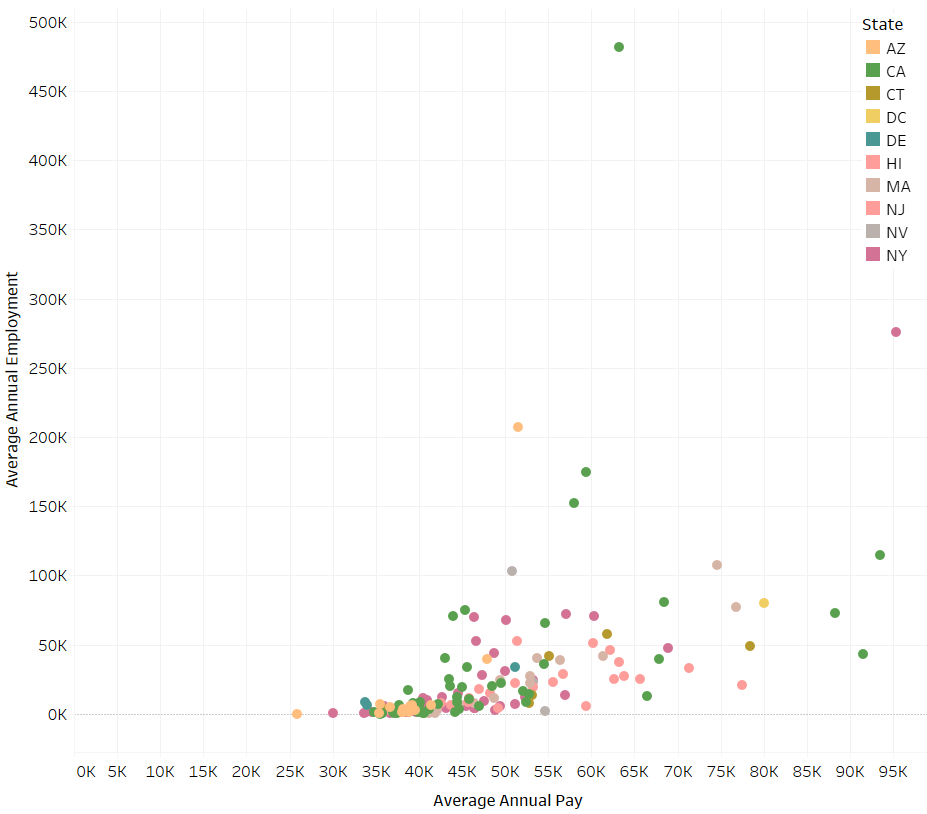 State
AZ
CA
CT
DC
DE
HI
MA
NJ
NV
NY
500K
450K
400K
350K
300K
250K
200K
150K
100K
50K
0K
Average Annual Employment
0K 5K 10K 15K 20K 25K 30K 35K 40K 45K 50K 55K 60K 65K 70K 75K 80K 85K 90K 95K
Average Annual Pay